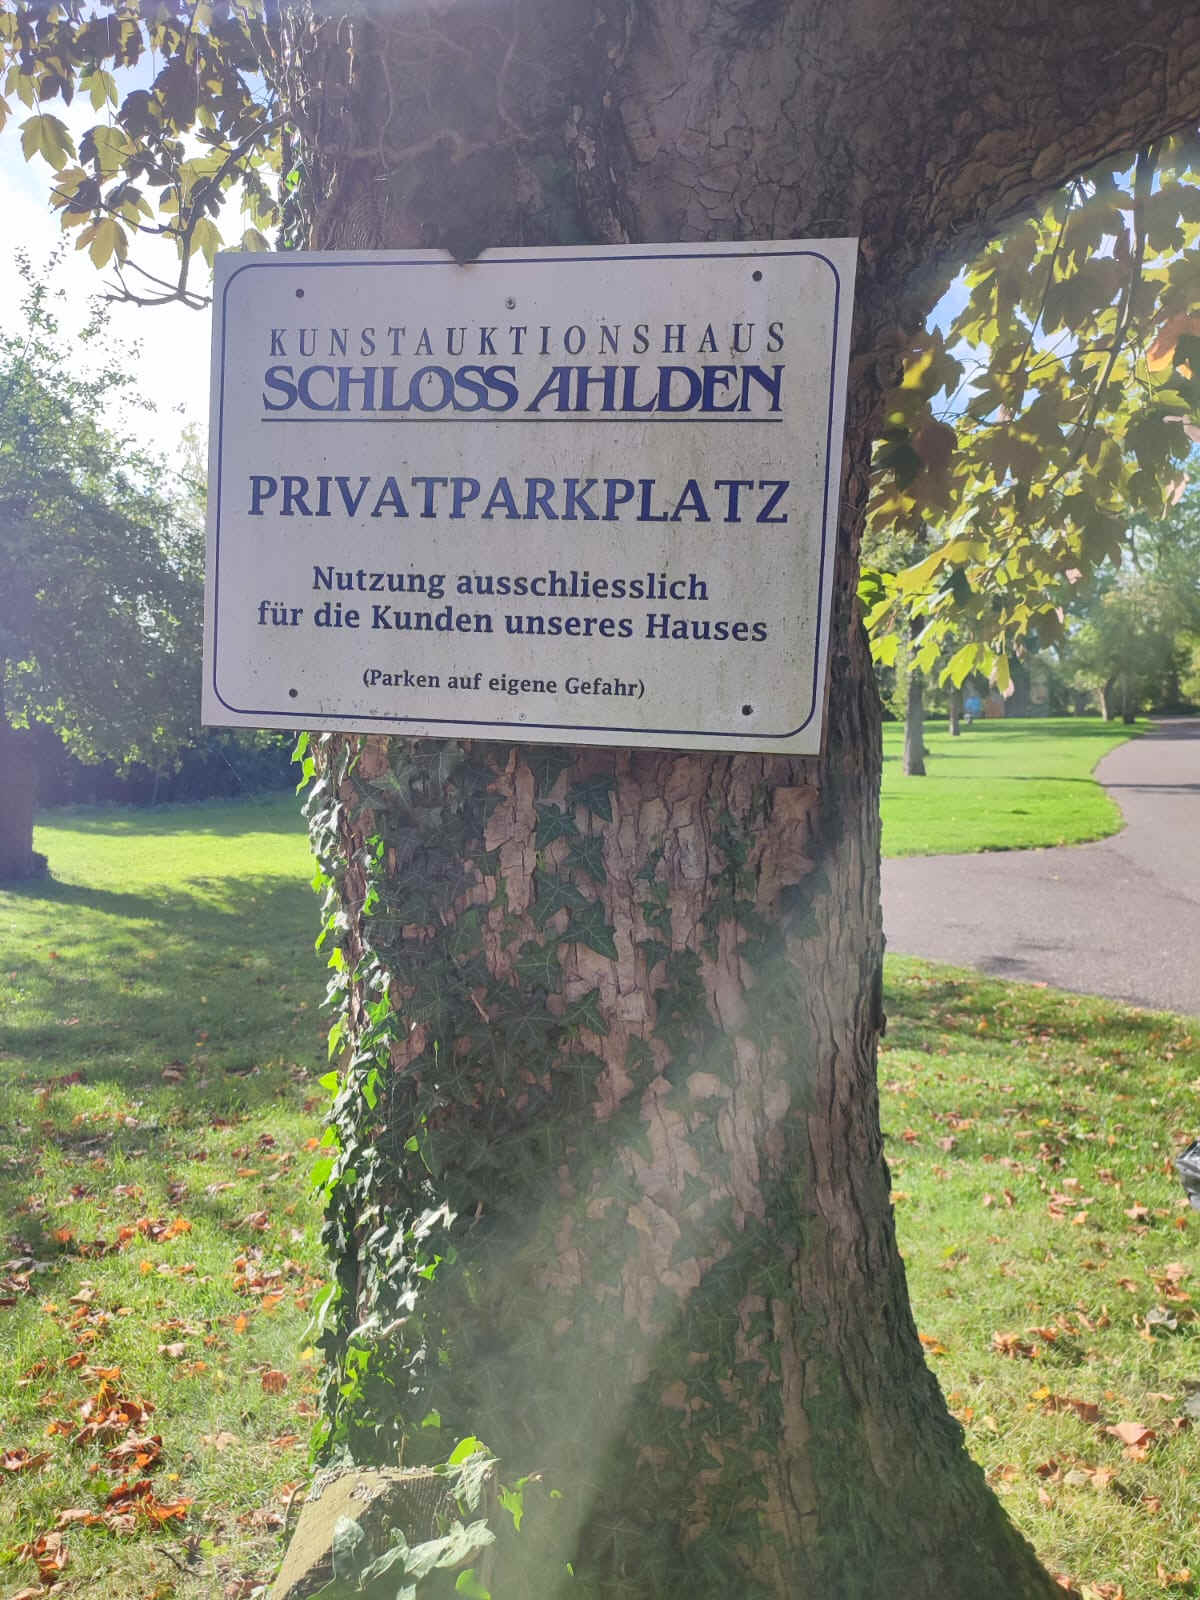 KUNSTAUKTIONSHAUS
SCHLOSS AHLDEN
PRIVATPARKPLATZ
Nutzung ausschliesslich
für die Kunden unseres Hauses
(Parken auf eigene Gefahr)